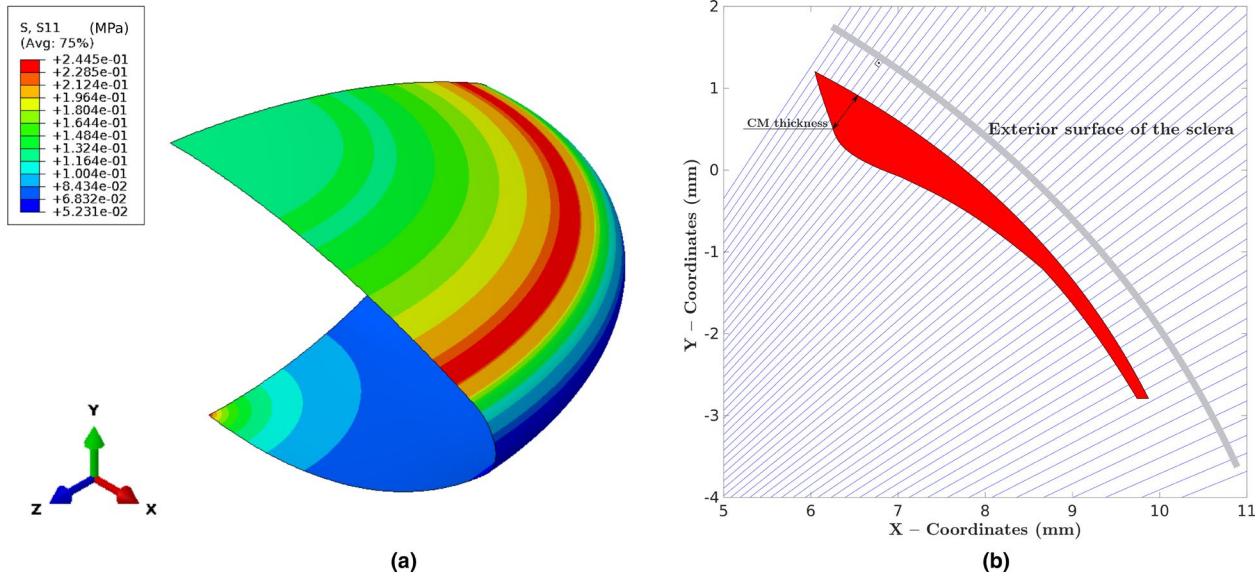 S, S11 (MPa)
(Avg: 75%)
+2.445e-01
+2.285e-01
+2.124e-01
+1.964e-01
+1.804e-01
+1.644e-01
+1.484e-01
+1.324e-01
+1.164e-01
+1.004e-01
+8.434e-02
+6.832e-02
+5.231e-02
Y
Z
X
(a)
2
1
0
-1
-2
-3
-4
Y – Coordinates (mm)
CM thickness
Exterior surface of the sclera
5 6 7 8 9 10 11
X – Coordinates (mm)
(b)